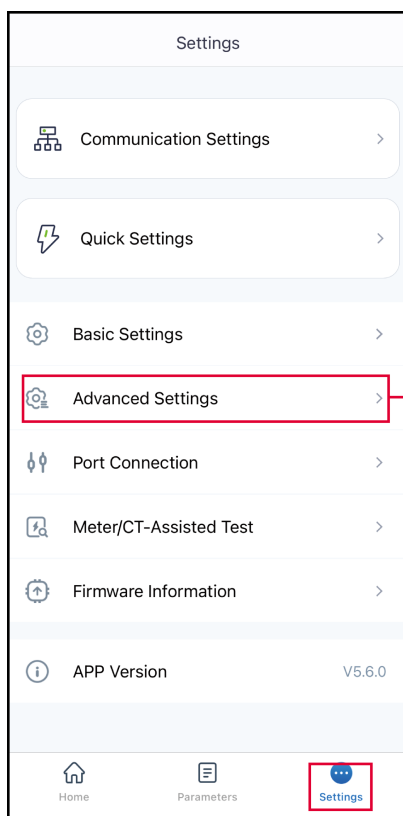 Settings
Communication Settings
Quick Settings
Basic Settings
Advanced Settings
Port Connection
Meter/CT-Assisted Test
Firmware Information
APP Version V5.6.0
Home Parameters Settings